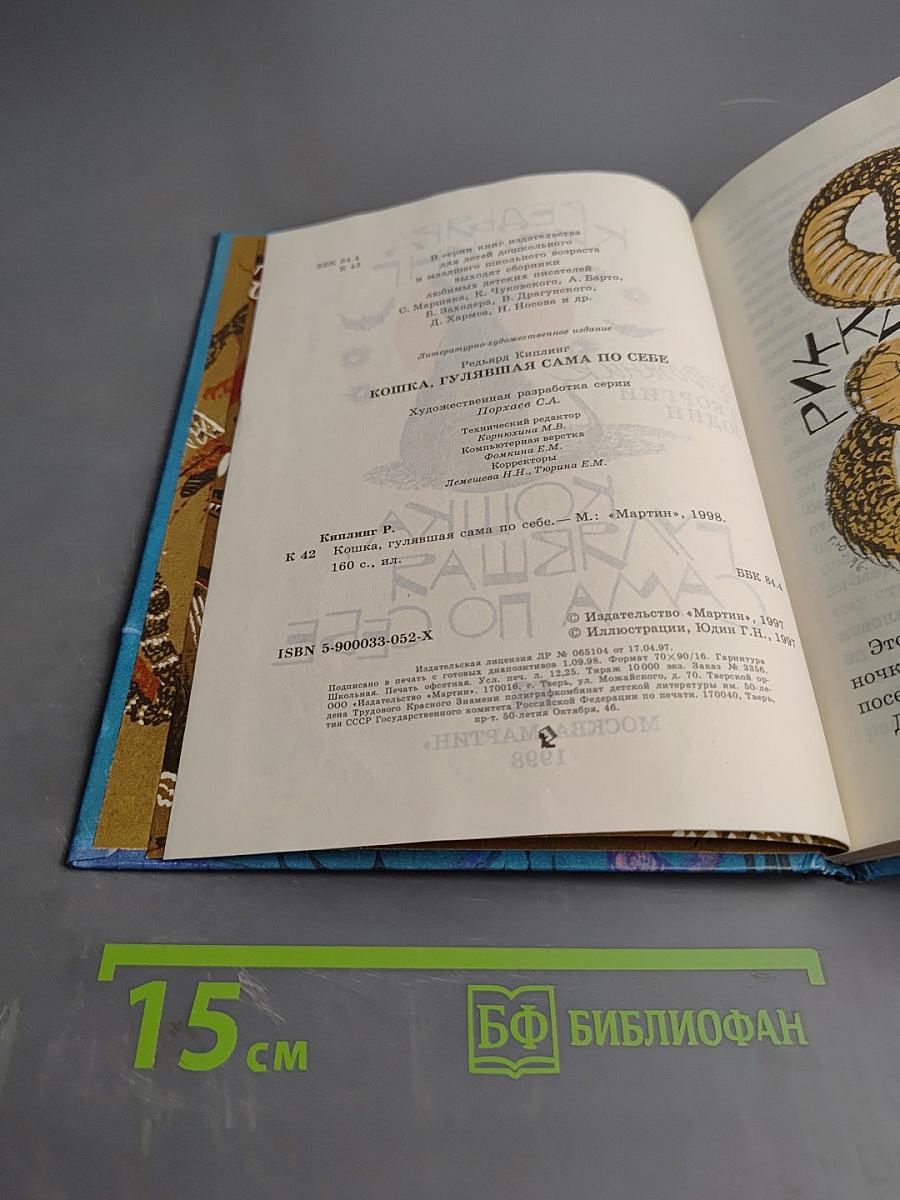 ББК 84.4
К 42
В серии книг издательства
для детей дошкольного
и младшего школьного возраста
выходят сборники
любимых детских писателей
С. Маршака, К. Чуковского, А. Барто,
Б. Заходера, В. Драгунского,
Д. Хармса, Н. Носова и др.
Литературно-художественное издание
Редьярд Киплинг
КОШКА, ГУЛЯВШАЯ САМА ПО СЕБЕ
Художественная разработка серии
Порхаев С.А.
Технический редактор
Корнюхина М.В.
Компьютерная верстка
Фомкина Е.М.
Корректоры
Лемешева Н.Н., Тюрина Е.М.
Киплинг Р.
К 42 Кошка, гулявшая сама по себе.— М.: «Мартин», 1998.
160 с., ил.
ББК 84.4
© Издательство «Мартин», 1997
© Иллюстрации, Юдин Г.Н., 1997
ISBN 5-900033-052-X
Издательская лицензия ЛР № 065104 от 17.04.97.
Подписано в печать с готовых диапозитивов 1.09.98. Формат 70×90/16. Гарнитура
Школьная. Печать офсетная. Усл. печ. л. 12,25. Тираж 10 000 экз. Заказ № 3356.
ООО «Издательство «Мартин». 170016, г. Тверь, ул. Можайского, д. 70. Тверской ор-
дена Трудового Красного Знамени полиграфкомбинат детской литературы им. 50-ле-
тия СССР Государственного комитета Российской Федерации по печати. 170040, Тверь,
пр-т. 50-летия Октября, 46.
РИКК
Это
ночк
посе
15 см
БФ БИБЛИОФАН